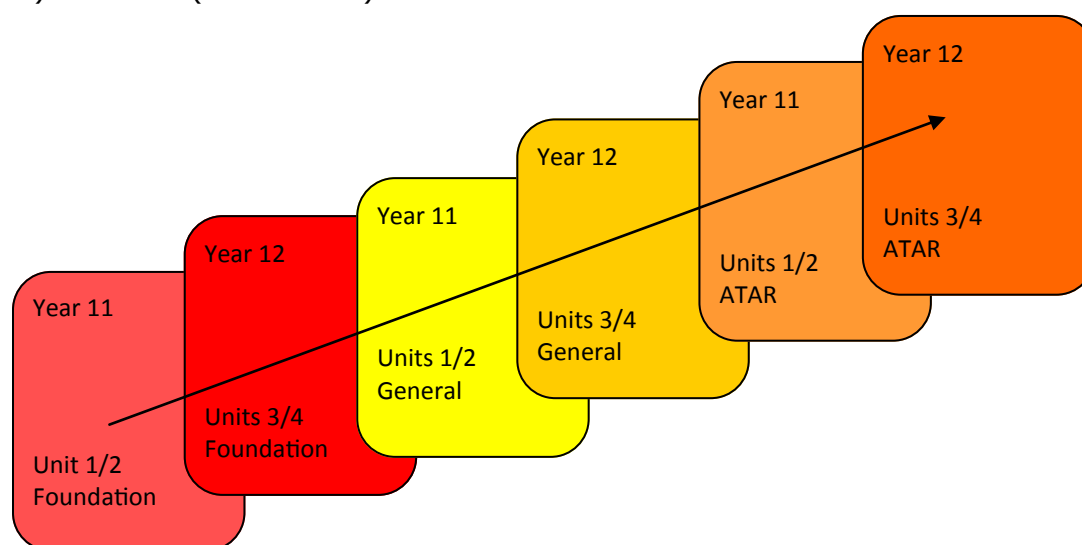 Year 11
Unit 1/2
Foundation
Year 12
Units 3/4
Foundation
Year 11
Units 1/2
General
Year 12
Units 3/4
General
Year 11
Units 1/2
ATAR
Year 12
Units 3/4
ATAR